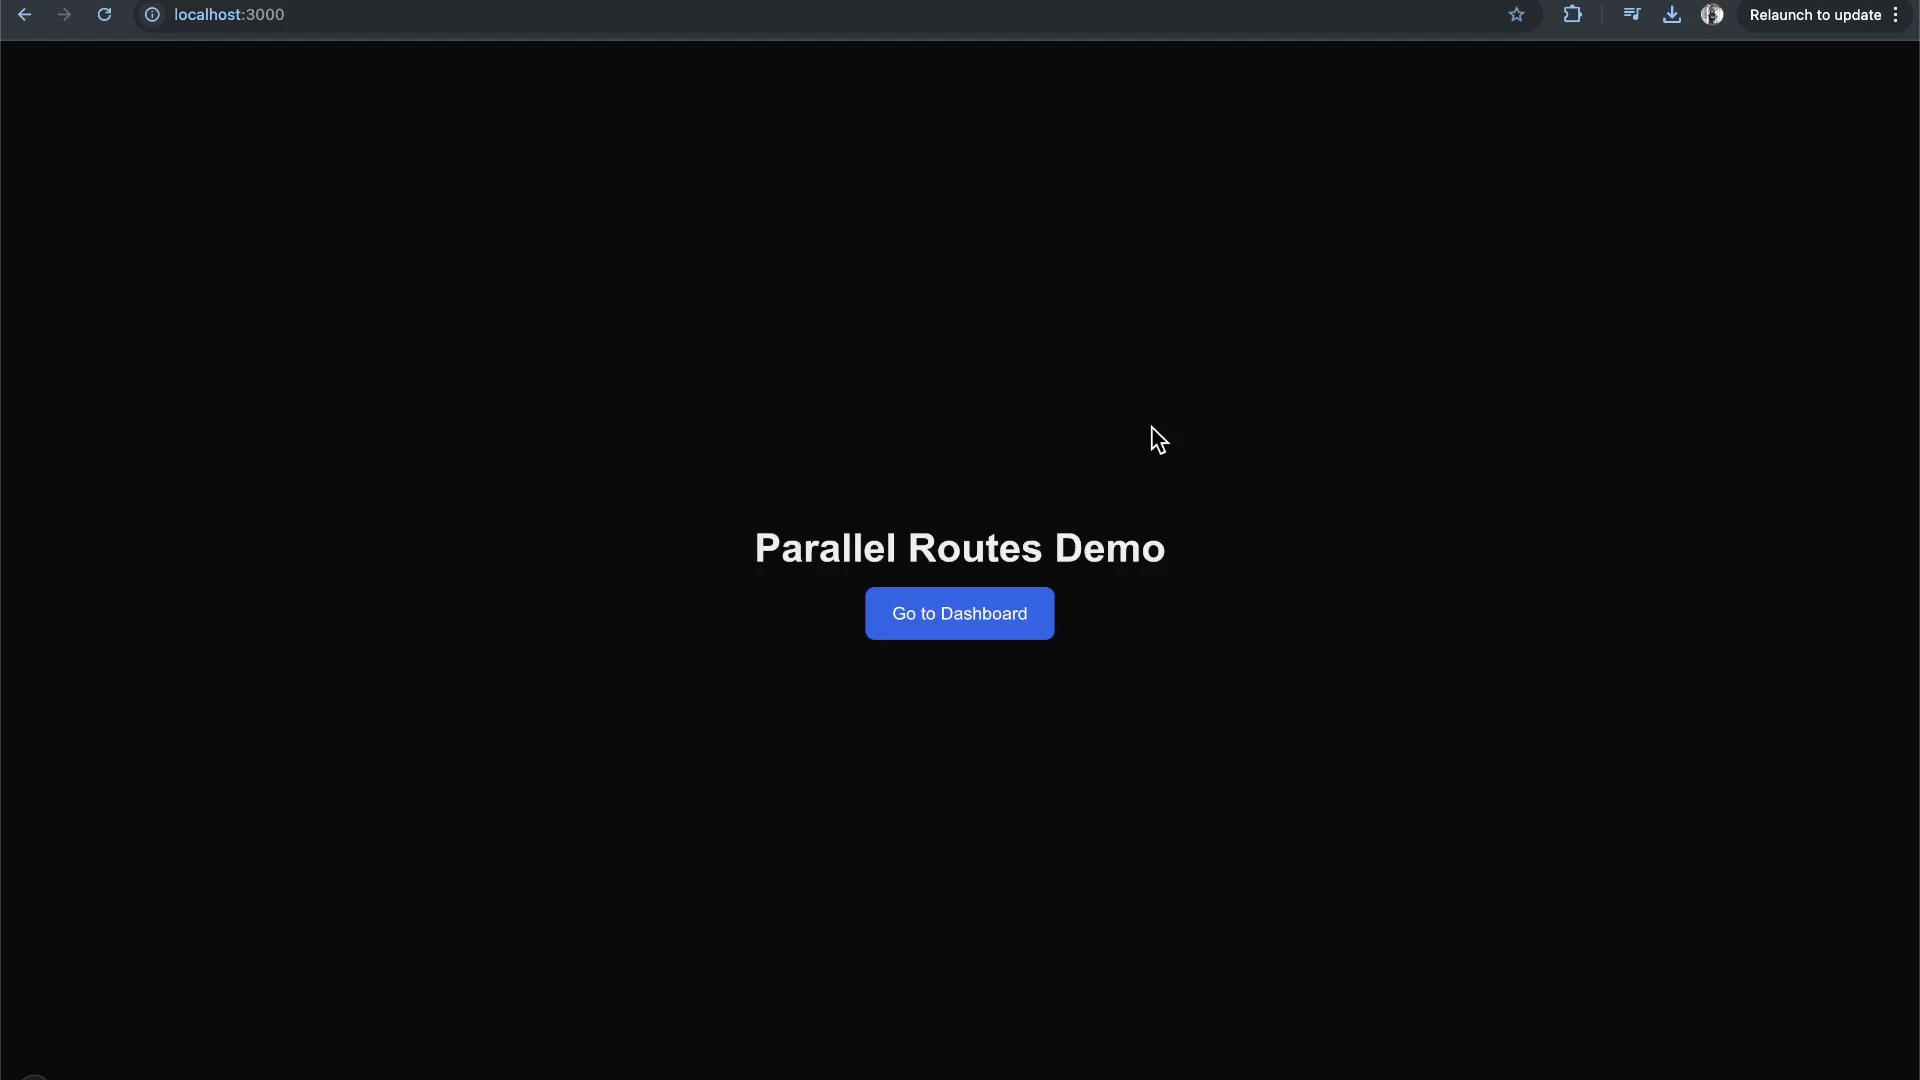 localhost:3000
Relaunch to update
Parallel Routes Demo
Go to Dashboard